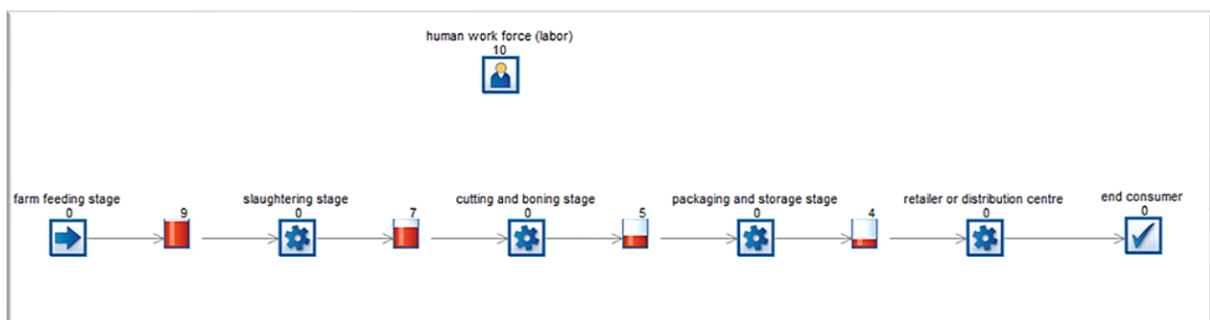 human work force (labor)
10
farm feeding stage
0
9
slaughtering stage
0
7
cutting and boning stage
0
5
packaging and storage stage
0
4
retailer or distribution centre
0
end consumer
0